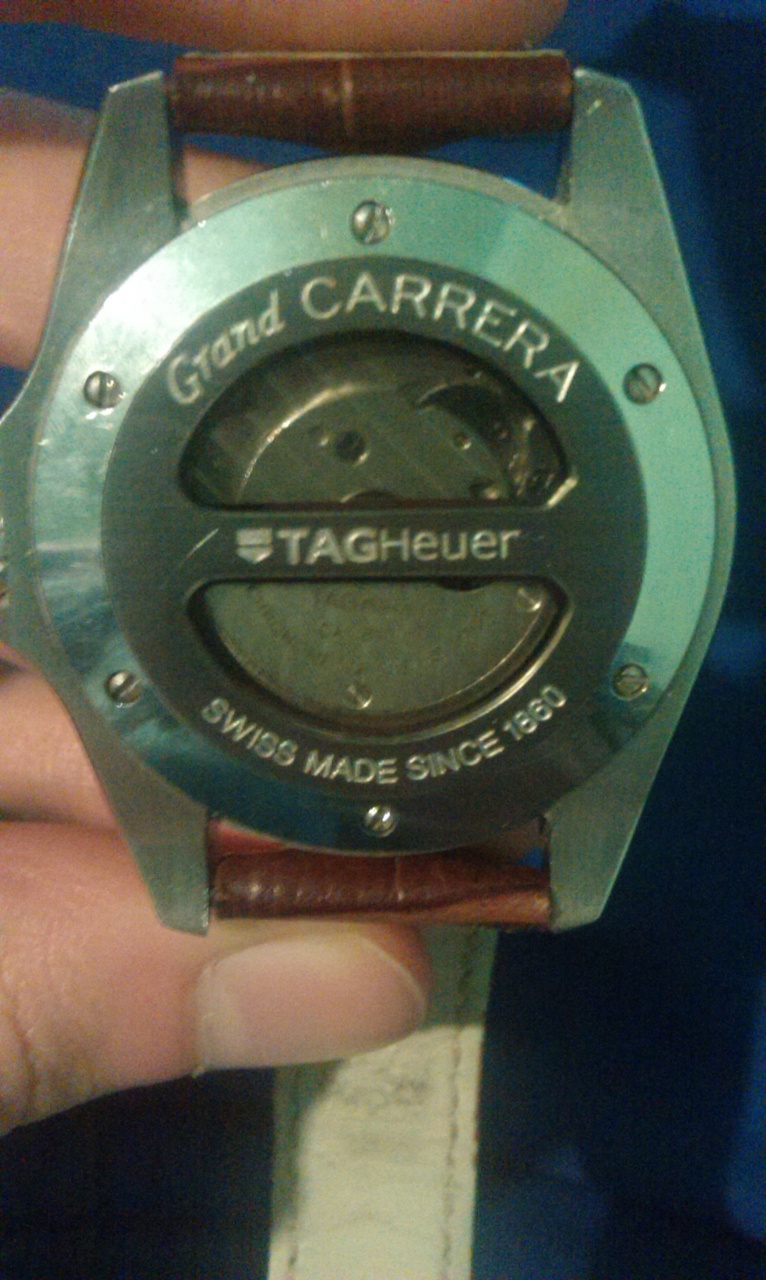 Grand CARRERA
TAGHeuer
SWISS MADE SINCE 1860